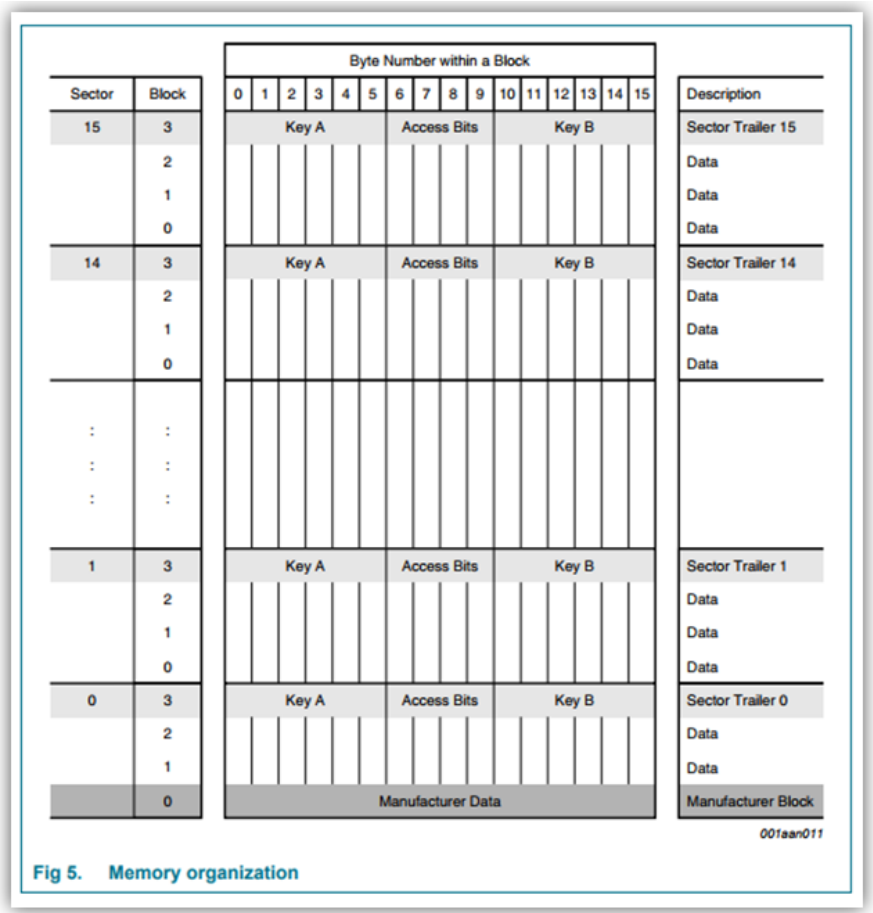 Byte Number within a Block
Sector Block 0 1 2 3 4 5 6 7 8 9 10 11 12 13 14 15 Description
15 3 Key A Access Bits Key B Sector Trailer 15
2 Data
1 Data
0 Data
14 3 Key A Access Bits Key B Sector Trailer 14
2 Data
1 Data
0 Data
: :
: :
: :
1 3 Key A Access Bits Key B Sector Trailer 1
2 Data
1 Data
0 Data
0 3 Key A Access Bits Key B Sector Trailer 0
2 Data
1 Data
0 Manufacturer Data Manufacturer Block
001aan011
Fig 5. Memory organization